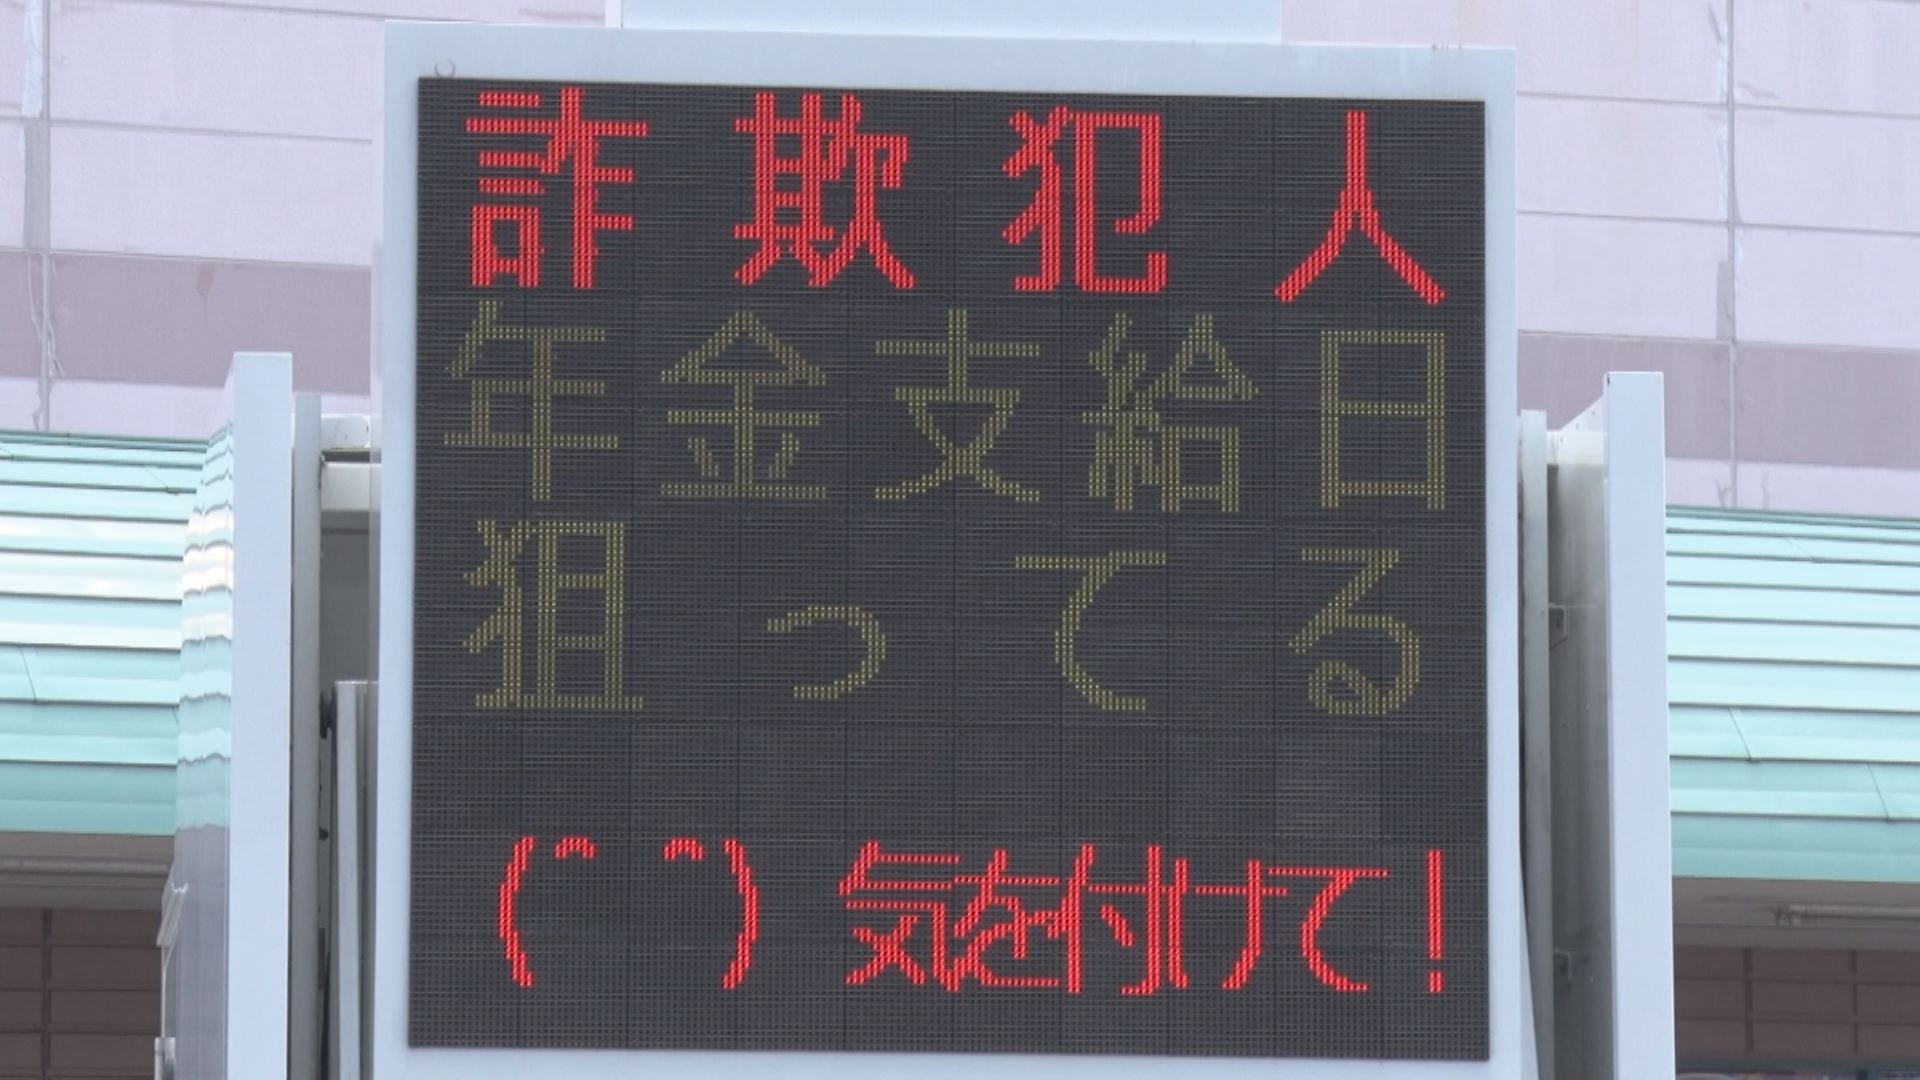 詐欺犯人
年金支給日
狙ってる
(^ ^)気を付けて!